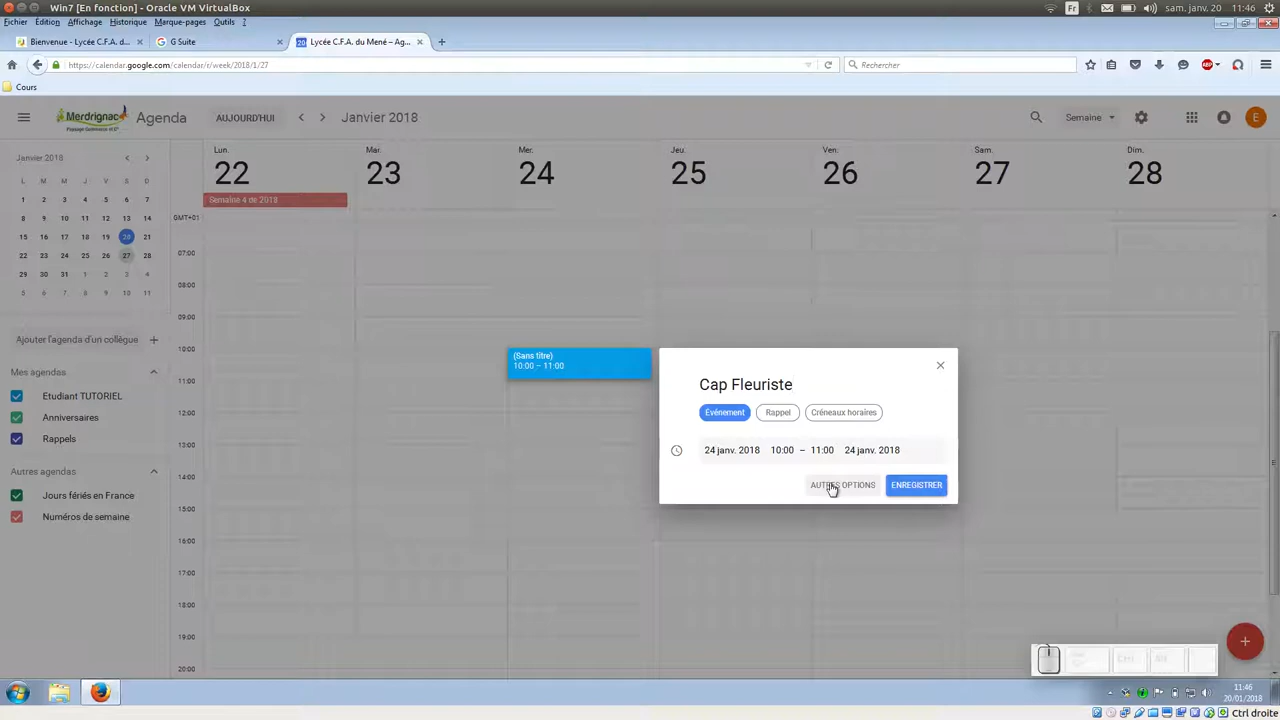 Win7 [En fonction] - Oracle VM VirtualBox
Fr sam. janv. 20 11:46
Fichier Édition Affichage Historique Marque-pages Outils ?
Bienvenue - Lycée C.F.A. d... G Suite 20 Lycée C.F.A. du Mené – Ag...
https://calendar.google.com/calendar/r/week/2018/1/27 Rechercher ABP
Cours
Merdrignac Agenda AUJOURD'HUI Janvier 2018 Semaine E
Lun. Mar. Mer. Jeu. Ven. Sam. Dim.
22 23 24 25 26 27 28
Semaine 4 de 2018
GMT+01
Janvier 2018
L M M J V S D
1 2 3 4 5 6 7
8 9 10 11 12 13 14
15 16 17 18 19 20 21
22 23 24 25 26 27 28
29 30 31 1 2 3 4
5 6 7 8 9 10 11
Ajouter l'agenda d'un collègue
Mes agendas
Etudiant TUTORIEL
Anniversaires
Rappels
Autres agendas
Jours fériés en France
Numéros de semaine
07:00
08:00
09:00
10:00
11:00
12:00
13:00
14:00
15:00
16:00
17:00
18:00
19:00
20:00
(Sans titre)
10:00 – 11:00
Cap Fleuriste
Événement Rappel Créneaux horaires
24 janv. 2018 10:00 – 11:00 24 janv. 2018
AUTRES OPTIONS ENREGISTRER
11:46
20/01/2018
Ctrl droite